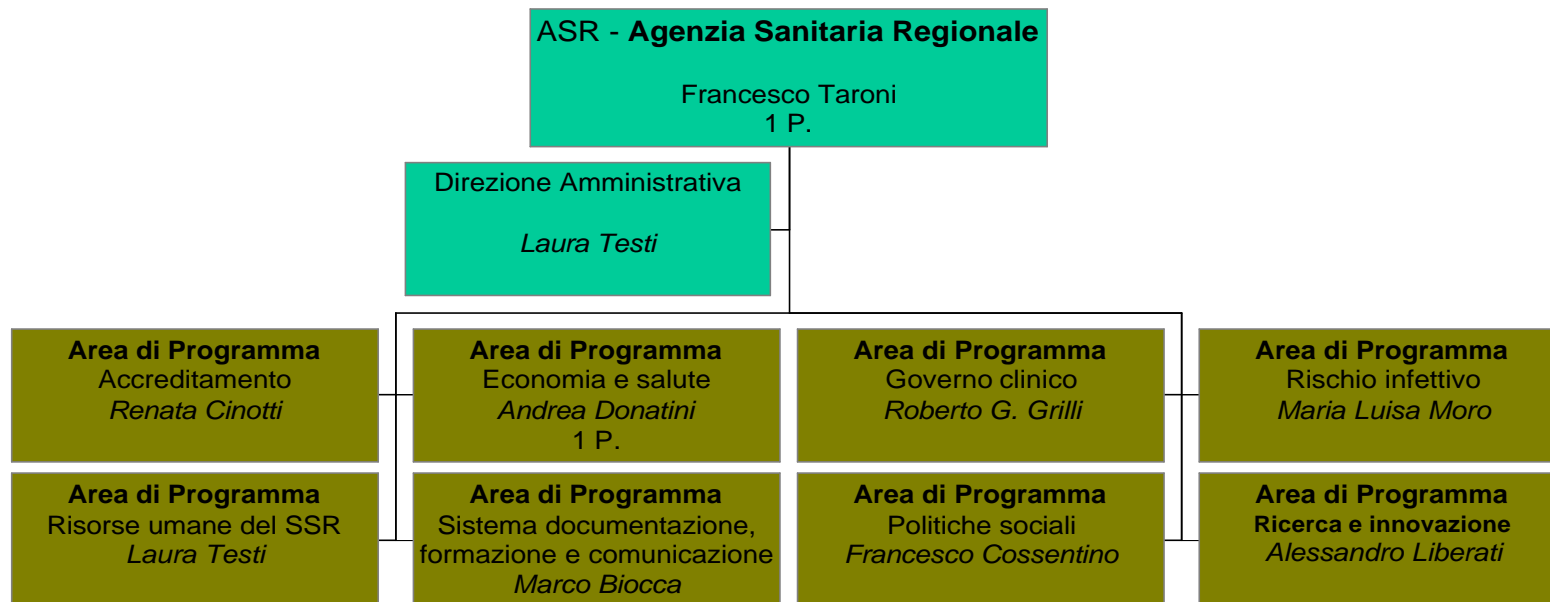 ASR - Agenzia Sanitaria Regionale
Francesco Taroni
1 P.
Direzione Amministrativa
Laura Testi
Area di Programma
Accreditamento
Renata Cinotti
Area di Programma
Economia e salute
Andrea Donatini
1 P.
Area di Programma
Governo clinico
Roberto G. Grilli
Area di Programma
Rischio infettivo
Maria Luisa Moro
Area di Programma
Risorse umane del SSR
Laura Testi
Area di Programma
Sistema documentazione,
formazione e comunicazione
Marco Biocca
Area di Programma
Politiche sociali
Francesco Cossentino
Area di Programma
Ricerca e innovazione
Alessandro Liberati